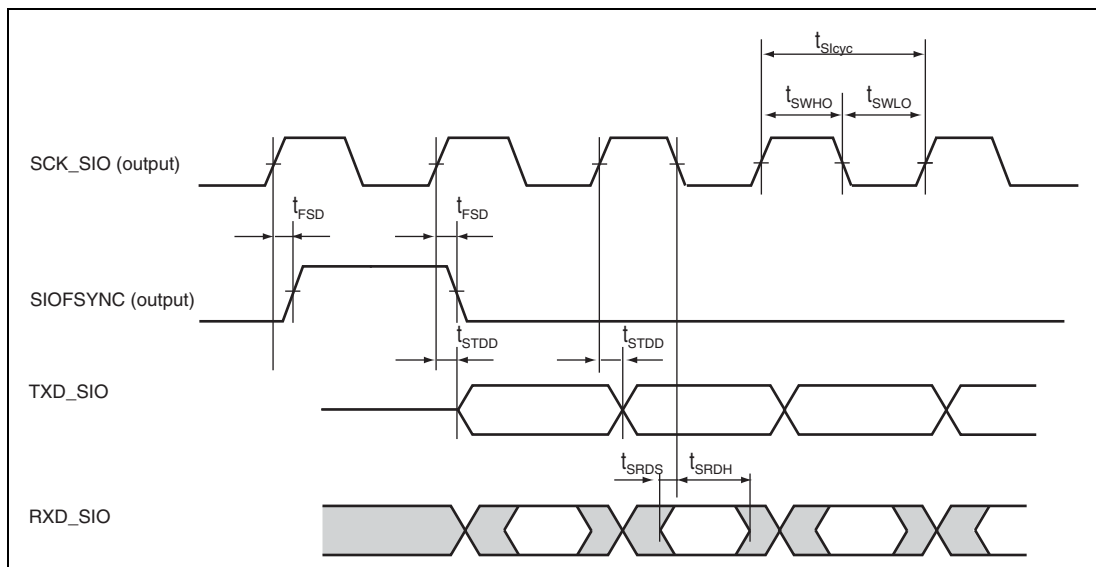 tSIcyc
tSWHO tSWLO
SCK_SIO (output)
tFSD tFSD
SIOFSYNC (output)
tSTDD tSTDD
TXD_SIO
tSRDS tSRDH
RXD_SIO